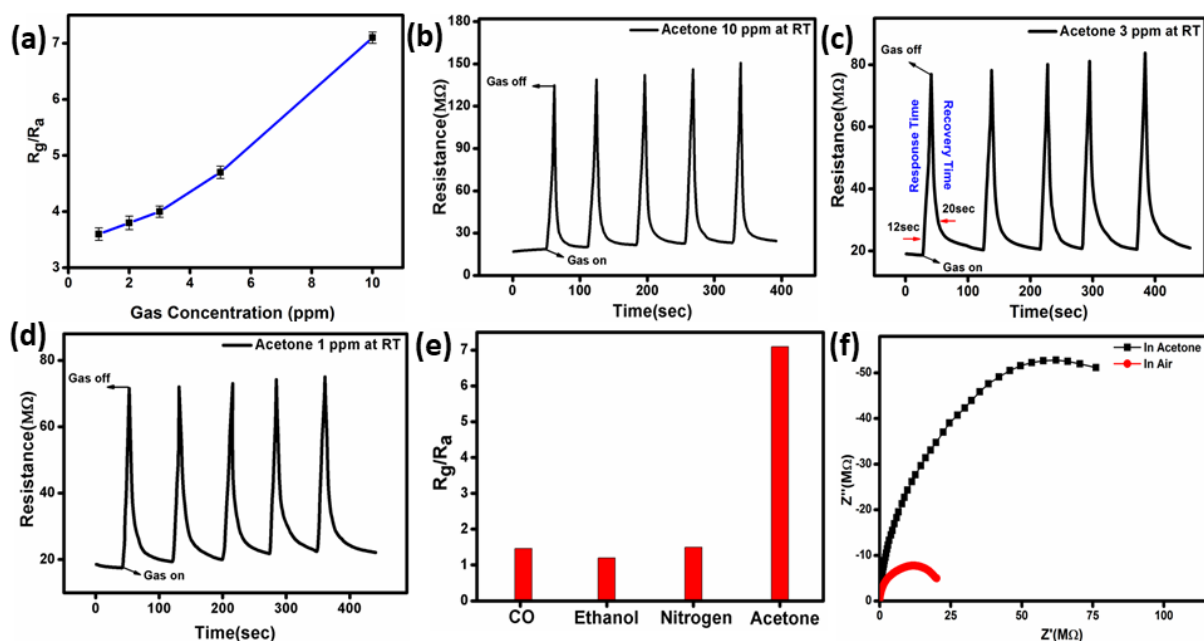 (a)
Rg/Ra
7
6
5
4
3
0 2 4 6 8 10
Gas Concentration (ppm)
(b)
Resistance(MΩ)
180
150
120
90
60
30
0
Acetone 10 ppm at RT
Gas off
Gas on
0 100 200 300 400
Time(sec)
(c)
Resistance(MΩ)
80
60
40
20
Acetone 3 ppm at RT
Gas off
Response Time
Recovery Time
20sec
12sec
Gas on
0 100 200 300 400
Time(sec)
(d)
Resistance(MΩ)
80
60
40
20
Acetone 1 ppm at RT
Gas off
Gas on
0 100 200 300 400
Time(sec)
(e)
Rg/Ra
7
6
5
4
3
2
1
0
CO Ethanol Nitrogen Acetone
(f)
Z''(MΩ)
-50
-40
-30
-20
-10
0
In Acetone
In Air
0 25 50 75 100
Z'(MΩ)